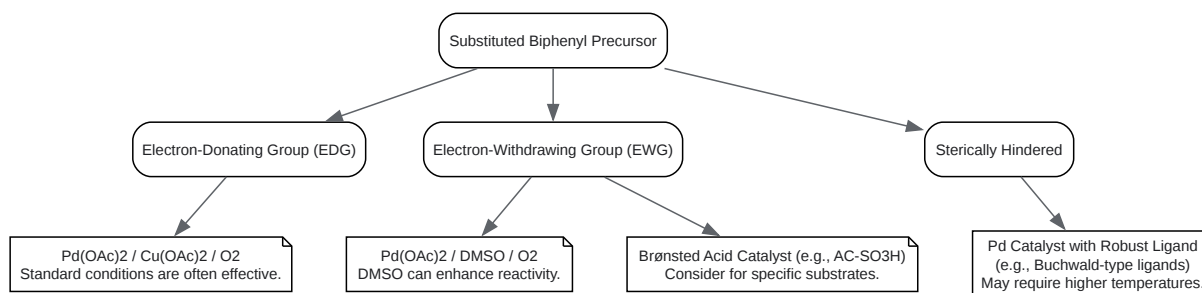 Substituted Biphenyl Precursor
Electron-Donating Group (EDG)
Electron-Withdrawing Group (EWG)
Sterically Hindered
Pd(OAc)2 / Cu(OAc)2 / O2
Standard conditions are often effective.
Pd(OAc)2 / DMSO / O2
DMSO can enhance reactivity.
Brønsted Acid Catalyst (e.g., AC-SO3H)
Consider for specific substrates.
Pd Catalyst with Robust Ligand
(e.g., Buchwald-type ligands)
May require higher temperatures.